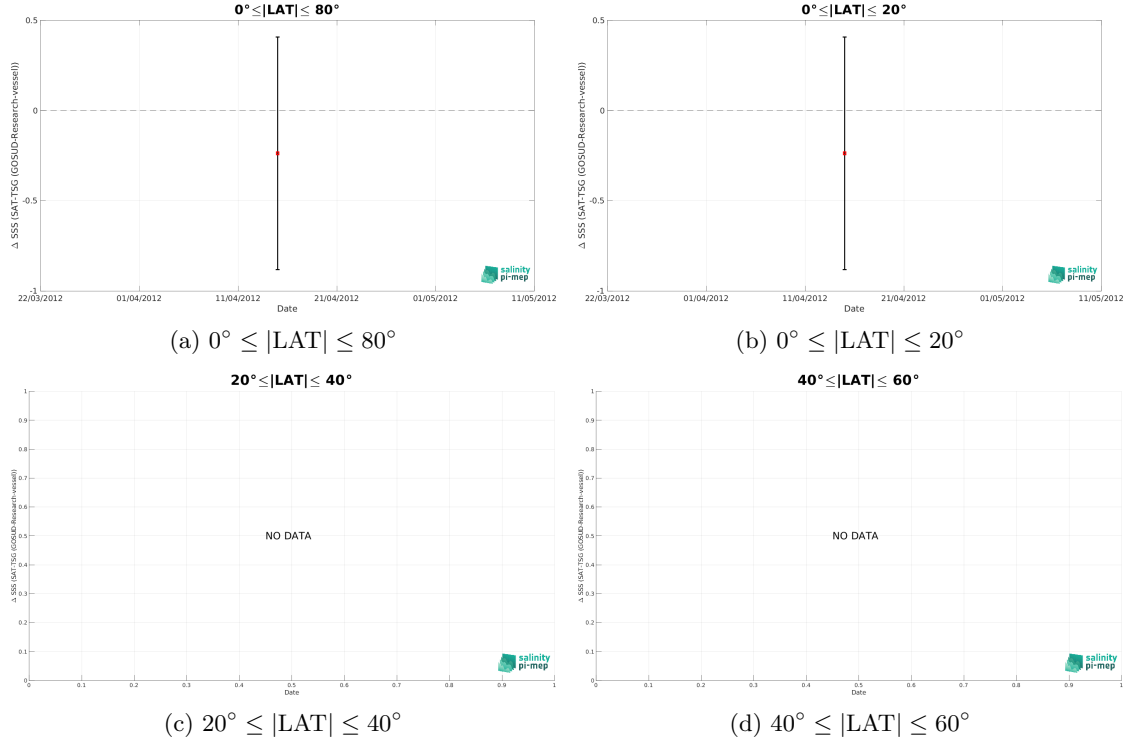 0°≤|LAT|≤ 80°
0.5
0
-0.5
-1
Δ SSS (SAT-TSG (GOSUD-Research-vessel))
22/03/2012 01/04/2012 11/04/2012 21/04/2012 01/05/2012 11/05/2012
Date
salinity
pi-mep
(a) 0° ≤ |LAT| ≤ 80°
0°≤|LAT|≤ 20°
0.5
0
-0.5
-1
Δ SSS (SAT-TSG (GOSUD-Research-vessel))
22/03/2012 01/04/2012 11/04/2012 21/04/2012 01/05/2012 11/05/2012
Date
salinity
pi-mep
(b) 0° ≤ |LAT| ≤ 20°
20°≤|LAT|≤ 40°
1
0.9
0.8
0.7
0.6
0.5
0.4
0.3
0.2
0.1
0
Δ SSS (SAT-TSG (GOSUD-Research-vessel))
NO DATA
0 0.1 0.2 0.3 0.4 0.5 0.6 0.7 0.8 0.9 1
Date
salinity
pi-mep
(c) 20° ≤ |LAT| ≤ 40°
40°≤|LAT|≤ 60°
1
0.9
0.8
0.7
0.6
0.5
0.4
0.3
0.2
0.1
0
Δ SSS (SAT-TSG (GOSUD-Research-vessel))
NO DATA
0 0.1 0.2 0.3 0.4 0.5 0.6 0.7 0.8 0.9 1
Date
salinity
pi-mep
(d) 40° ≤ |LAT| ≤ 60°